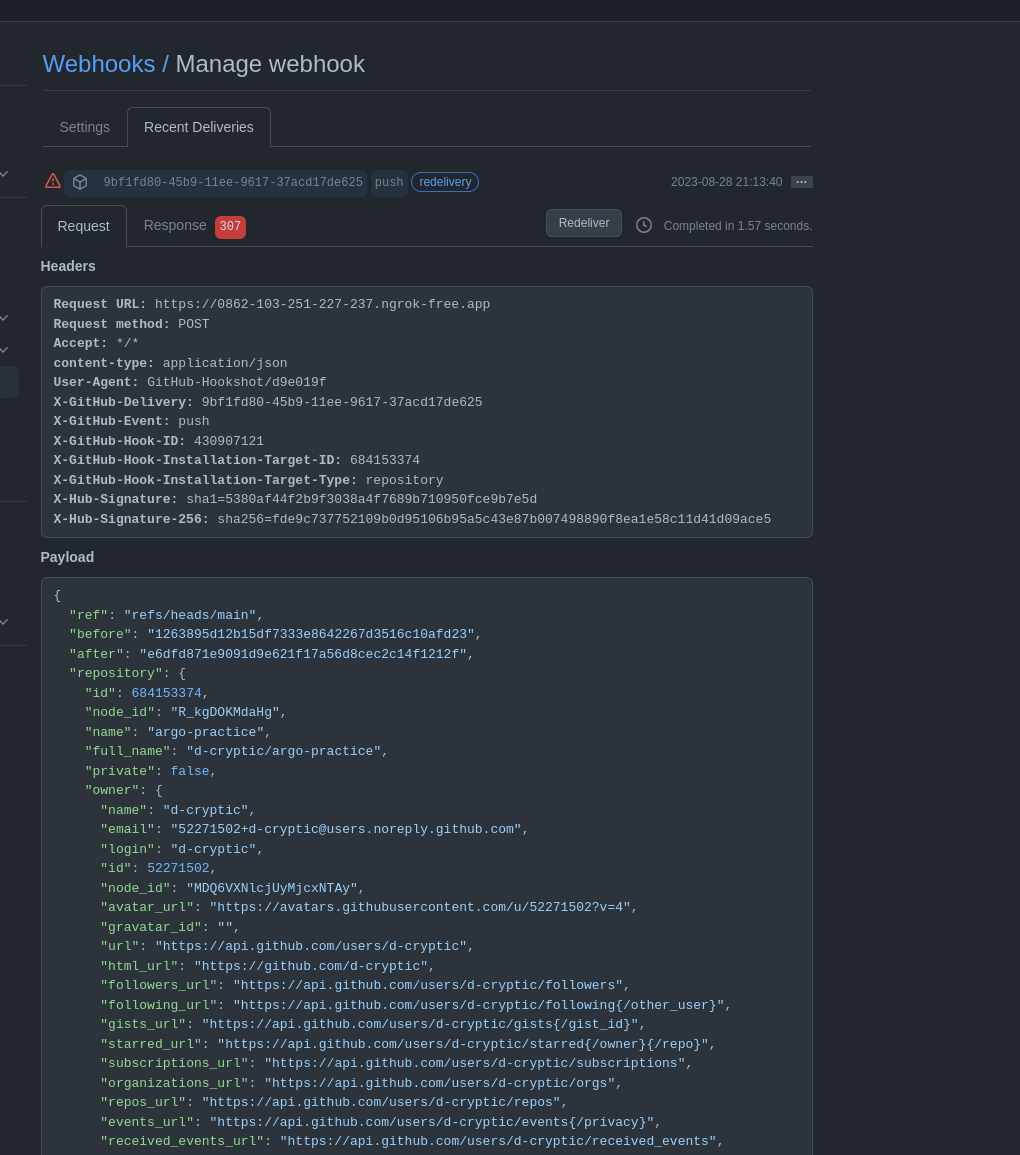 Webhooks / Manage webhook
Settings
Recent Deliveries
9bf1fd80-45b9-11ee-9617-37acd17de625 push redelivery 2023-08-28 21:13:40
Request
Response 307
Redeliver
Completed in 1.57 seconds.
Headers
Request URL: https://0862-103-251-227-237.ngrok-free.app
Request method: POST
Accept: */*
content-type: application/json
User-Agent: GitHub-Hookshot/d9e019f
X-GitHub-Delivery: 9bf1fd80-45b9-11ee-9617-37acd17de625
X-GitHub-Event: push
X-GitHub-Hook-ID: 430907121
X-GitHub-Hook-Installation-Target-ID: 684153374
X-GitHub-Hook-Installation-Target-Type: repository
X-Hub-Signature: sha1=5380af44f2b9f3038a4f7689b710950fce9b7e5d
X-Hub-Signature-256: sha256=fde9c737752109b0d95106b95a5c43e87b007498890f8ea1e58c11d41d09ace5
Payload
{
"ref": "refs/heads/main",
"before": "1263895d12b15df7333e8642267d3516c10afd23",
"after": "e6dfd871e9091d9e621f17a56d8cec2c14f1212f",
"repository": {
"id": 684153374,
"node_id": "R_kgDOKMdaHg",
"name": "argo-practice",
"full_name": "d-cryptic/argo-practice",
"private": false,
"owner": {
"name": "d-cryptic",
"email": "52271502+d-cryptic@users.noreply.github.com",
"login": "d-cryptic",
"id": 52271502,
"node_id": "MDQ6VXNlcjUyMjcxNTAy",
"avatar_url": "https://avatars.githubusercontent.com/u/52271502?v=4",
"gravatar_id": "",
"url": "https://api.github.com/users/d-cryptic",
"html_url": "https://github.com/d-cryptic",
"followers_url": "https://api.github.com/users/d-cryptic/followers",
"following_url": "https://api.github.com/users/d-cryptic/following{/other_user}",
"gists_url": "https://api.github.com/users/d-cryptic/gists{/gist_id}",
"starred_url": "https://api.github.com/users/d-cryptic/starred{/owner}{/repo}",
"subscriptions_url": "https://api.github.com/users/d-cryptic/subscriptions",
"organizations_url": "https://api.github.com/users/d-cryptic/orgs",
"repos_url": "https://api.github.com/users/d-cryptic/repos",
"events_url": "https://api.github.com/users/d-cryptic/events{/privacy}",
"received_events_url": "https://api.github.com/users/d-cryptic/received_events",